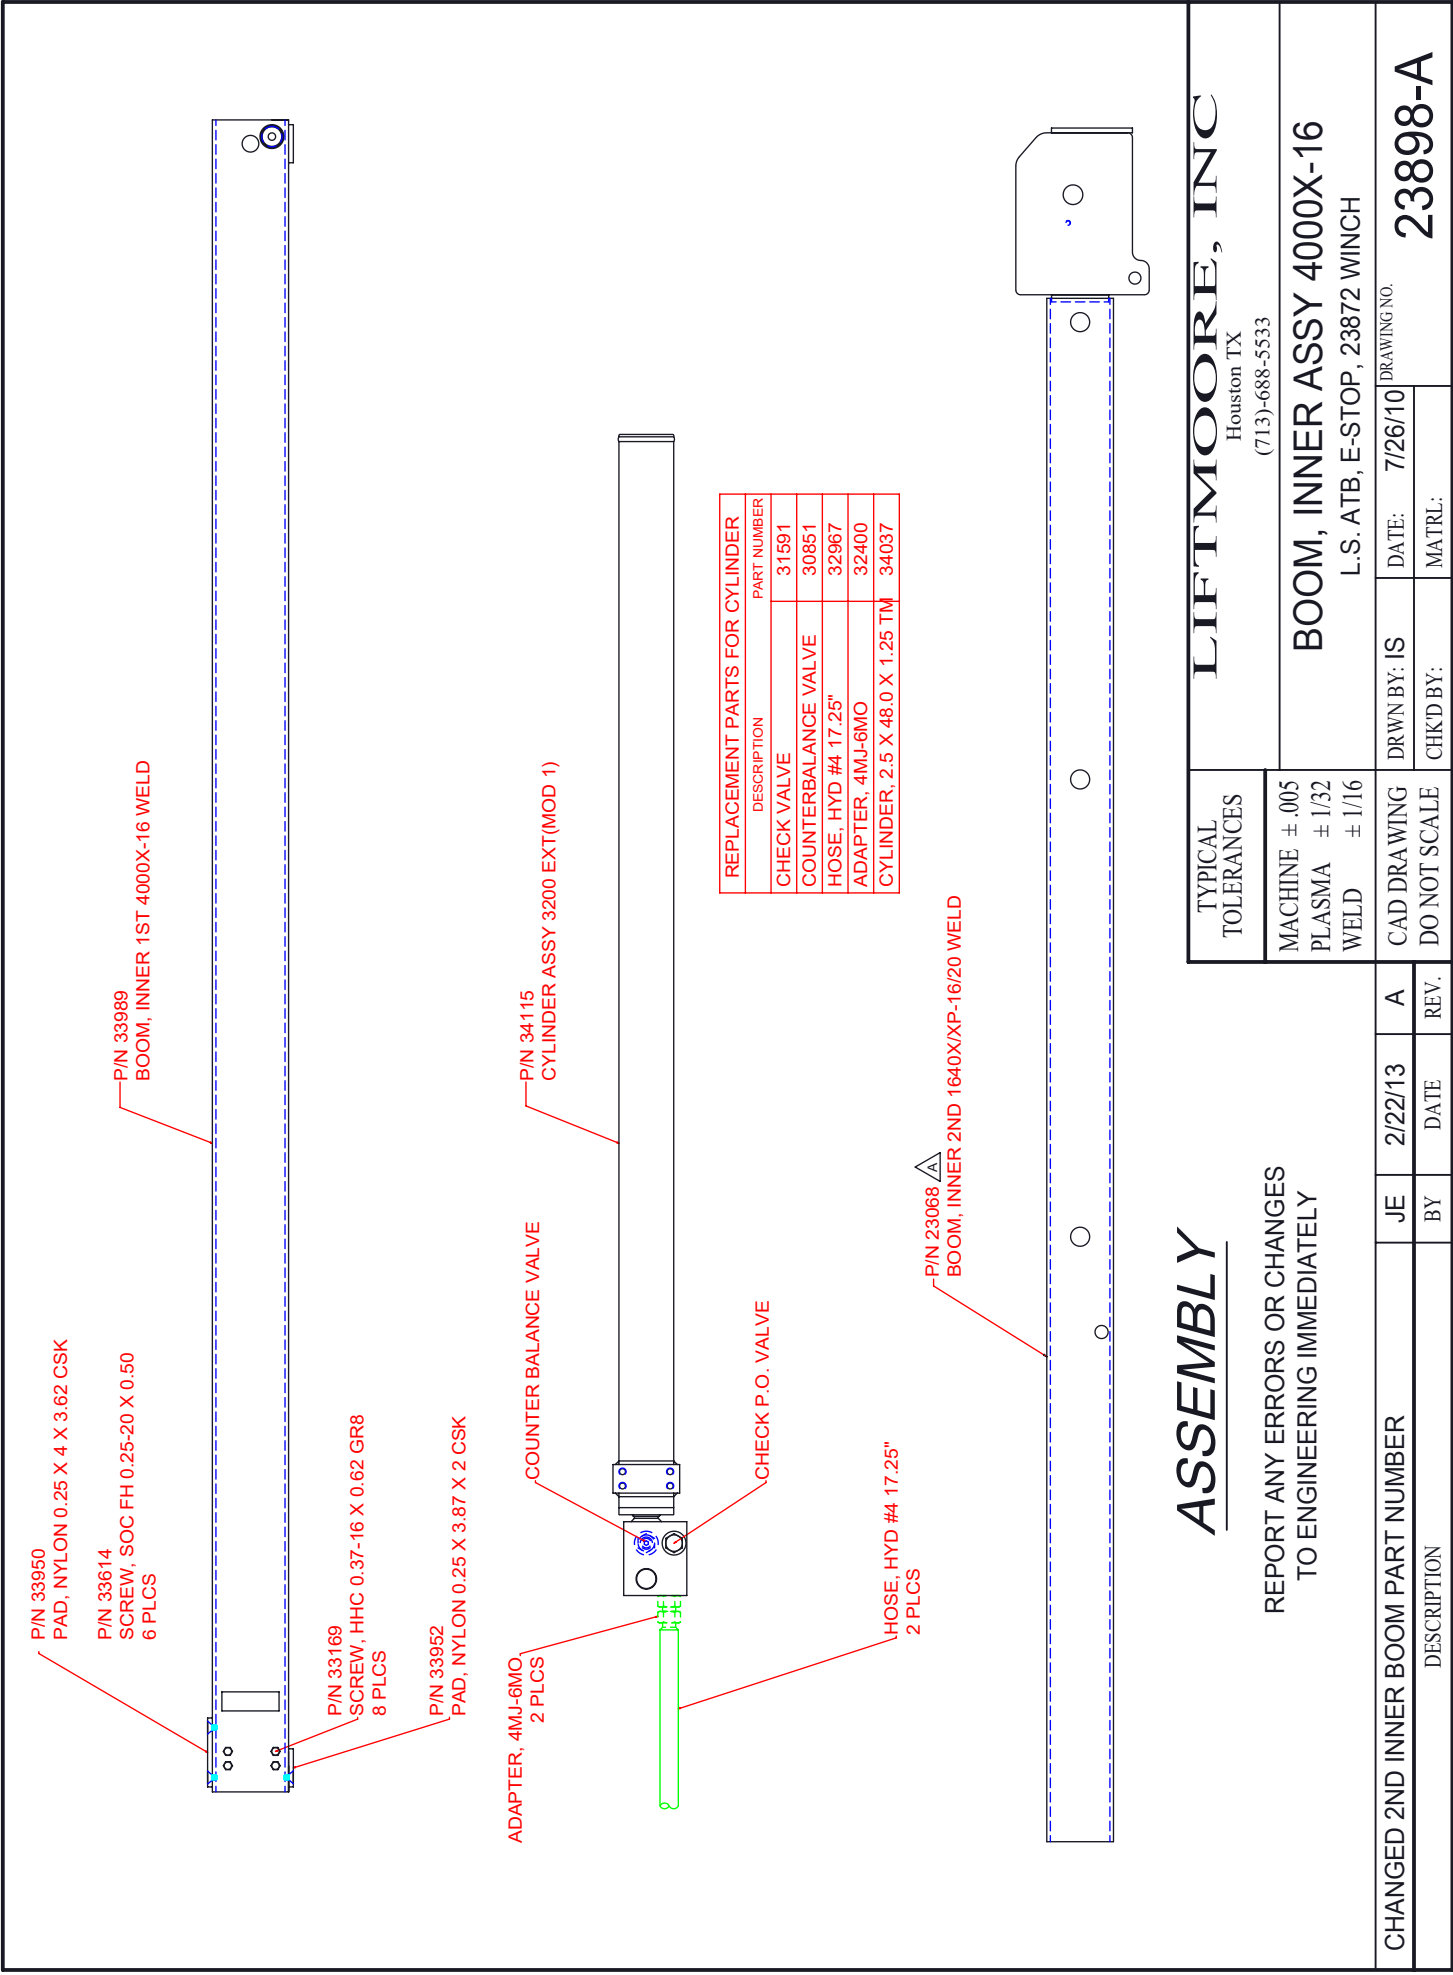 P/N 33950
PAD, NYLON 0.25 X 4 X 3.62 CSK
P/N 33614
SCREW, SOC FH 0.25-20 X 0.50
6 PLCS
P/N 33989
BOOM, INNER 1ST 4000X-16 WELD
P/N 33169
SCREW, HHC 0.37-16 X 0.62 GR8
8 PLCS
P/N 33952
PAD, NYLON 0.25 X 3.87 X 2 CSK
ADAPTER, 4MJ-6MO
2 PLCS
COUNTER BALANCE VALVE
P/N 34115
CYLINDER ASSY 3200 EXT(MOD 1)
CHECK P.O. VALVE
HOSE, HYD #4 17.25"
2 PLCS
REPLACEMENT PARTS FOR CYLINDER
DESCRIPTION PART NUMBER
CHECK VALVE 31591
COUNTERBALANCE VALVE 30851
HOSE, HYD #4 17.25" 32967
ADAPTER, 4MJ-6MO 32400
CYLINDER, 2.5 X 48.0 X 1.25 TM 34037
P/N 23068 A
BOOM, INNER 2ND 1640X/XP-16/20 WELD
ASSEMBLY
REPORT ANY ERRORS OR CHANGES
TO ENGINEERING IMMEDIATELY
TYPICAL
TOLERANCES
MACHINE ± .005
PLASMA ± 1/32
WELD ± 1/16
LIFTMOORE, INC
Houston TX
(713)-688-5533
BOOM, INNER ASSY 4000X-16
L.S. ATB, E-STOP, 23872 WINCH
CHANGED 2ND INNER BOOM PART NUMBER JE 2/22/13 A
DESCRIPTION BY DATE REV.
CAD DRAWING
DO NOT SCALE
DRWN BY: IS
CHK'D BY:
DATE: 7/26/10
MATRL:
DRAWING NO.
23898-A